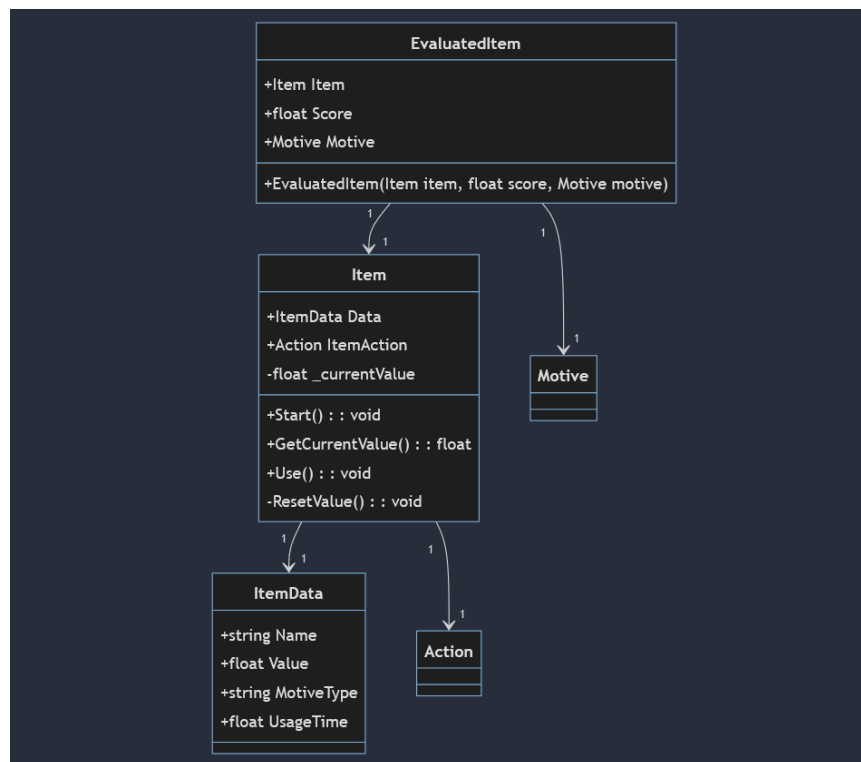 EvaluatedItem
+Item Item
+float Score
+Motive Motive
+EvaluatedItem(Item item, float score, Motive motive)
1
1
1
1
Item
+ItemData Data
+Action ItemAction
-float _currentValue
+Start() : : void
+GetCurrentValue() : : float
+Use() : : void
-ResetValue() : : void
Motive
1
1
1
1
ItemData
+string Name
+float Value
+string MotiveType
+float UsageTime
Action